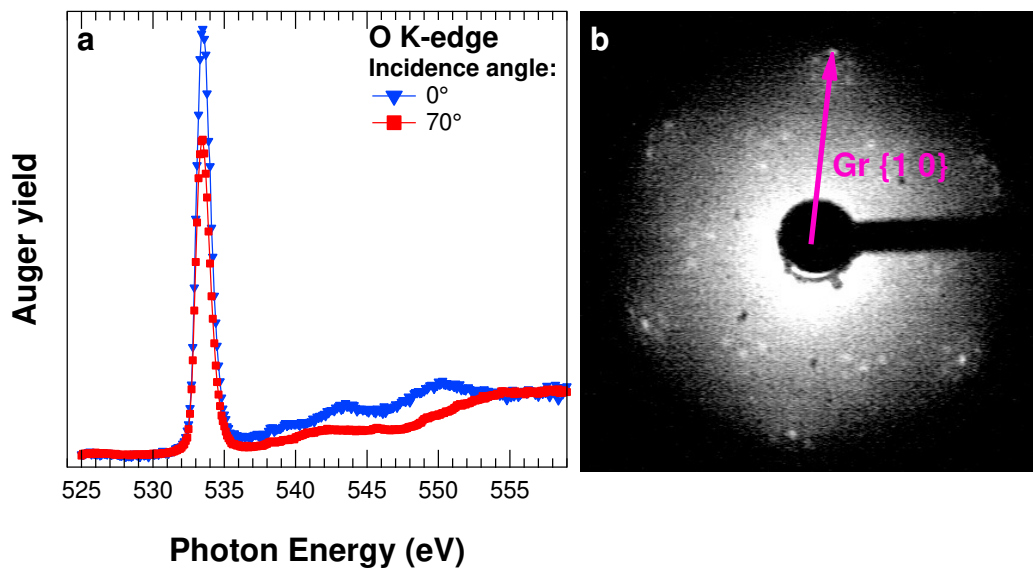 a
O K-edge
Incidence angle:
0°
70°
Auger yield
525 530 535 540 545 550 555
Photon Energy (eV)
b
Gr {1 0}